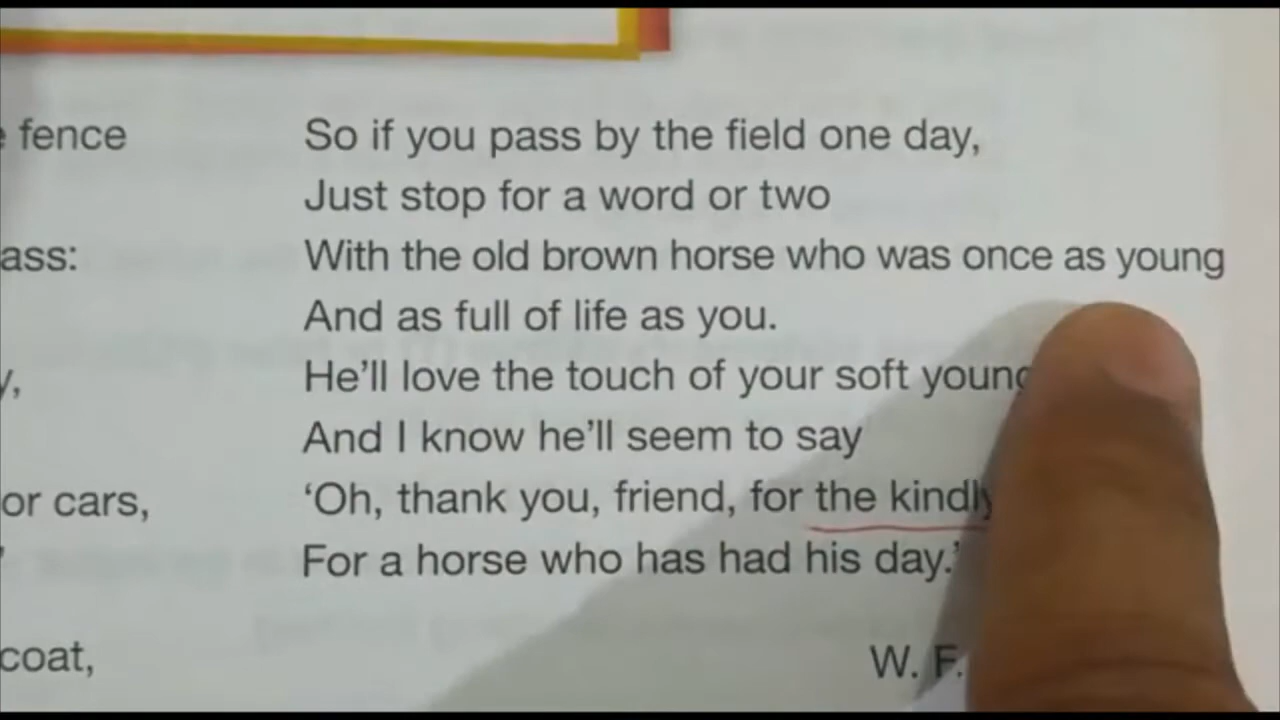 fence
So if you pass by the field one day,
Just stop for a word or two
ass:
With the old brown horse who was once as young
And as full of life as you.
y,
He'll love the touch of your soft young
And I know he'll seem to say
or cars,
'Oh, thank you, friend, for the kindly
For a horse who has had his day.'
coat,
W. F.